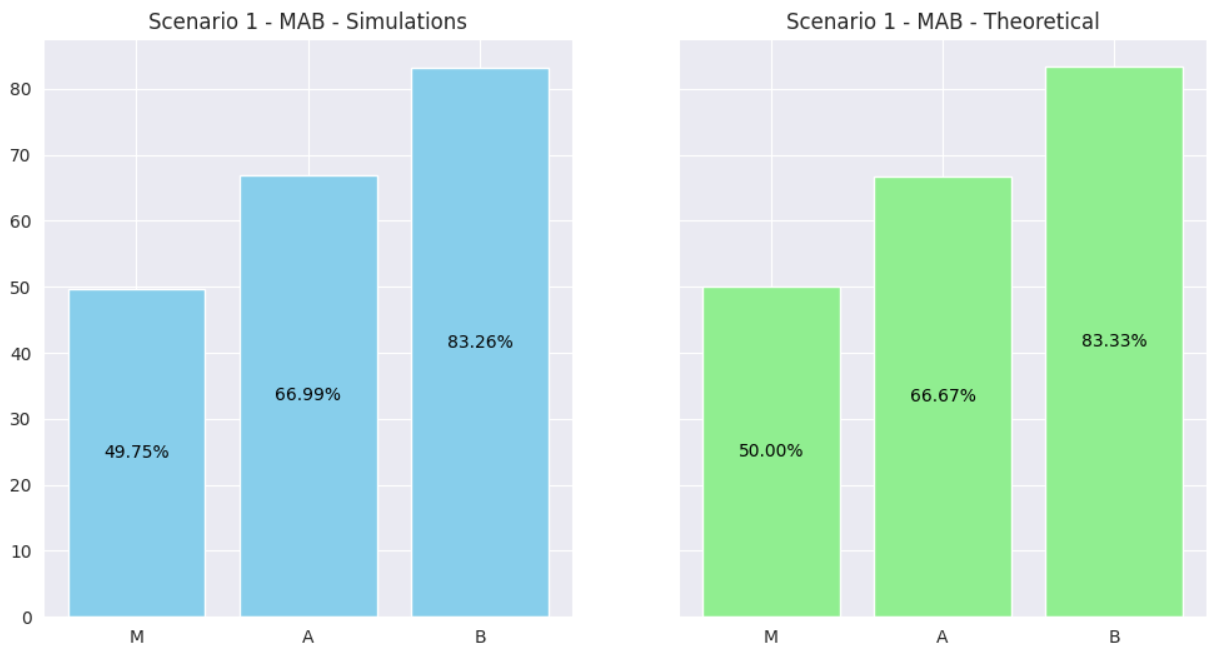 Scenario 1 - MAB - Simulations
80
70
60
50
40
30
20
10
0
49.75%
66.99%
83.26%
M
A
B
Scenario 1 - MAB - Theoretical
50.00%
66.67%
83.33%
M
A
B